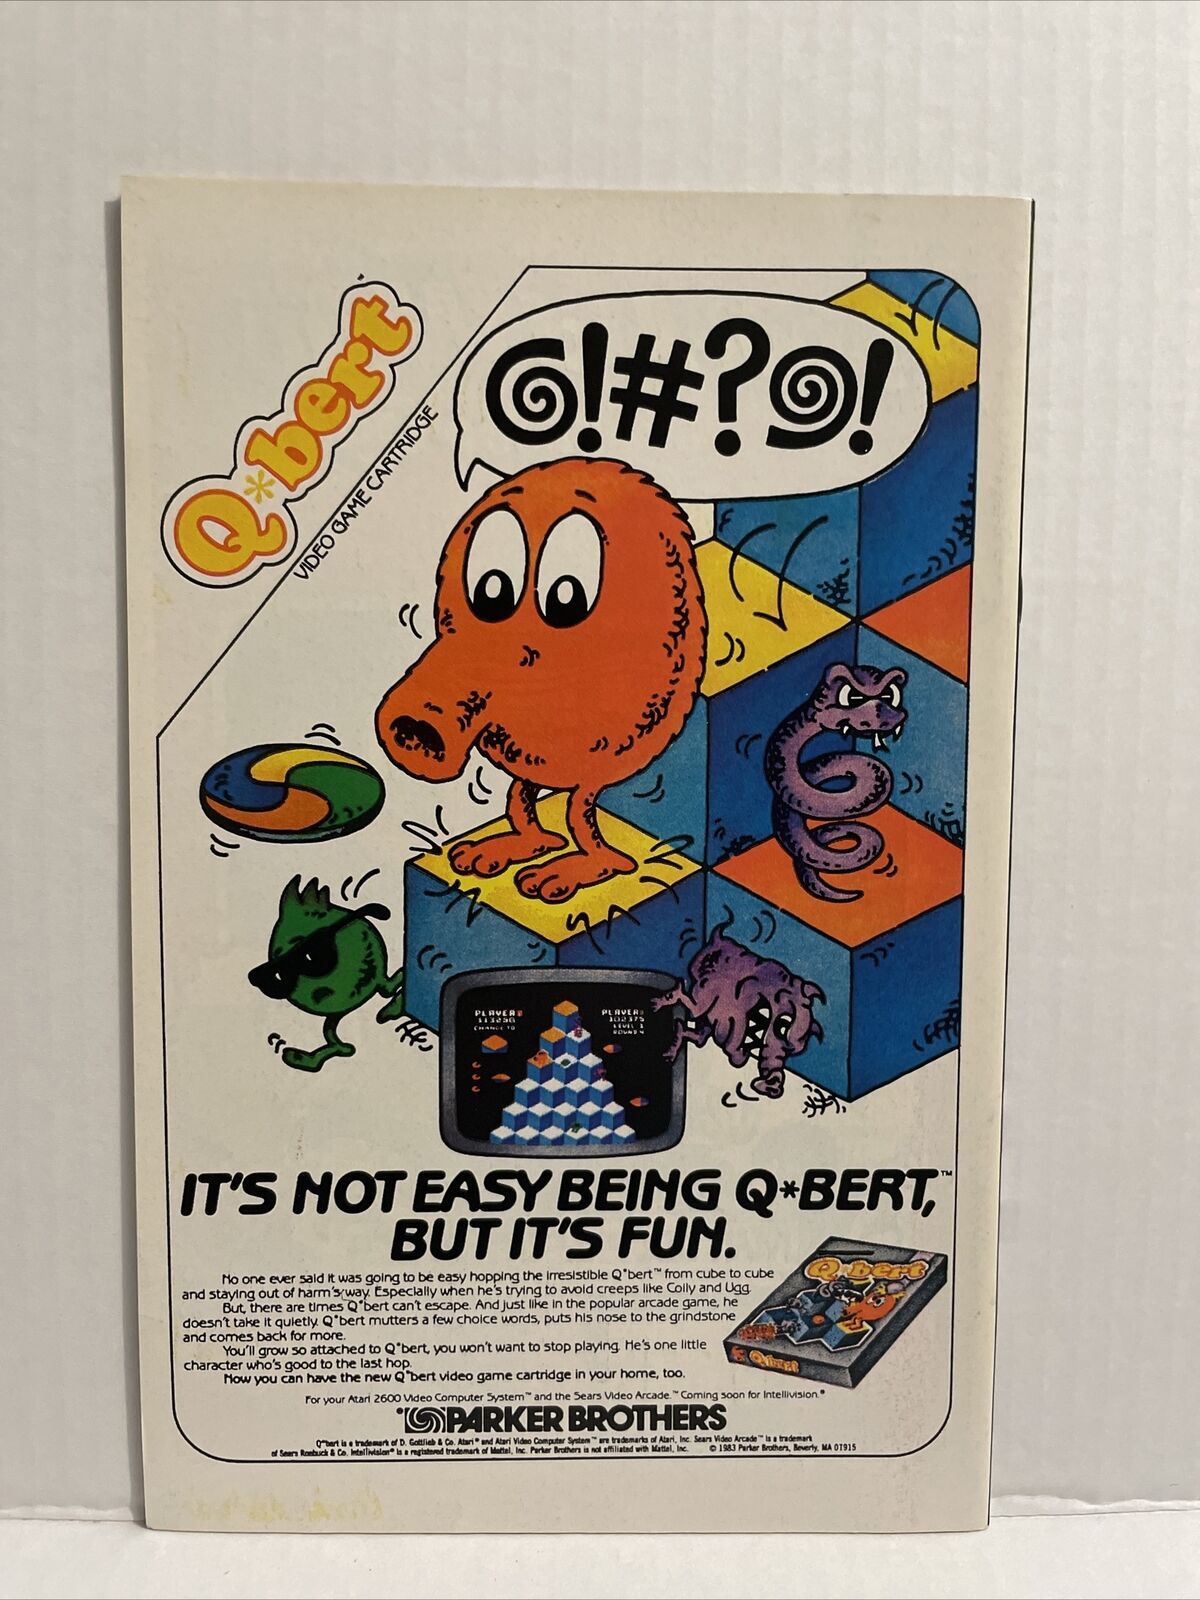 Q*bert
VIDEO GAME CARTRIDGE
@!#?@!
PLAYER
113250
CHANGE TO
PLAYER
102375
LEVEL 1
ROUND 4
IT'S NOT EASY BEING Q*BERT,™
BUT IT'S FUN.
Q*bert
Q*bert
No one ever said it was going to be easy hopping the irresistible Q*bert™ from cube to cube
and staying out of harm's way. Especially when he's trying to avoid creeps like Coily and Ugg.
But, there are times Q*bert can't escape. And just like in the popular arcade game, he
doesn't take it quietly. Q*bert mutters a few choice words, puts his nose to the grindstone
and comes back for more.
You'll grow so attached to Q*bert, you won't want to stop playing. He's one little
character who's good to the last hop.
Now you can have the new Q*bert video game cartridge in your home, too.
For your Atari 2600 Video Computer System™ and the Sears Video Arcade.™ Coming soon for Intellivision.®
PARKER BROTHERS
Q*bert is a trademark of D. Gottlieb & Co. Atari® and Atari Video Computer System™ are trademarks of Atari, Inc. Sears Video Arcade™ is a trademark
of Sears Roebuck & Co. Intellivision® is a registered trademark of Mattel, Inc. Parker Brothers is not affiliated with Mattel, Inc. © 1983 Parker Brothers, Beverly, MA 01915